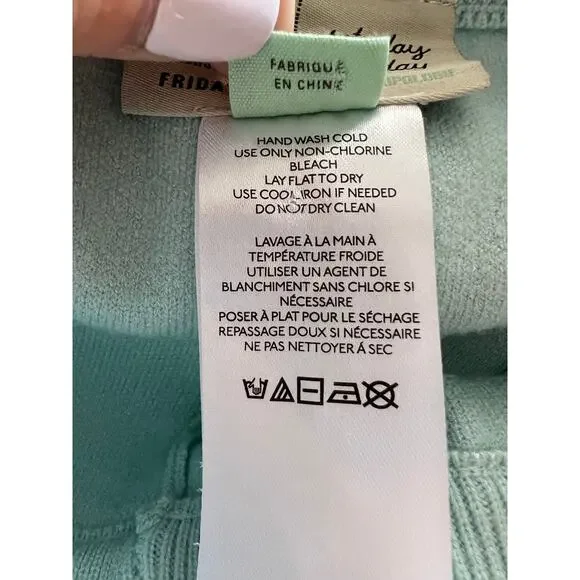 FRIDA
day
day
FABRIQUÉ
EN CHINE
HAND WASH COLD
USE ONLY NON-CHLORINE
BLEACH
LAY FLAT TO DRY
USE COOL IRON IF NEEDED
DO NOT DRY CLEAN
LAVAGE À LA MAIN À
TEMPÉRATURE FROIDE
UTILISER UN AGENT DE
BLANCHIMENT SANS CHLORE SI
NÉCESSAIRE
POSER À PLAT POUR LE SÉCHAGE
REPASSAGE DOUX SI NÉCESSAIRE
NE PAS NETTOYER Á SEC